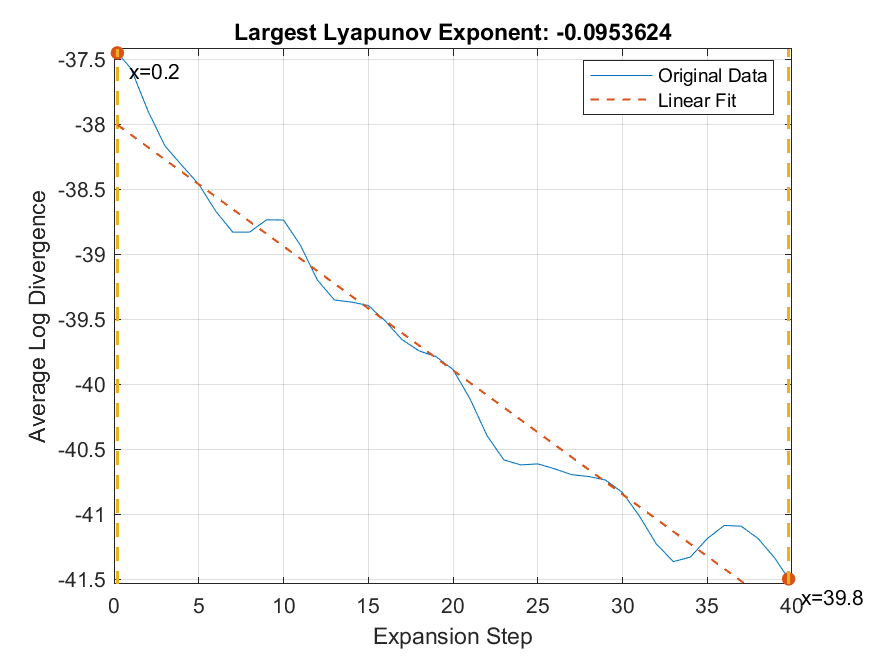 Largest Lyapunov Exponent: -0.0953624
-37.5
-38
-38.5
-39
-39.5
-40
-40.5
-41
-41.5
Average Log Divergence
x=0.2
Original Data
Linear Fit
0 5 10 15 20 25 30 35 40
x=39.8
Expansion Step